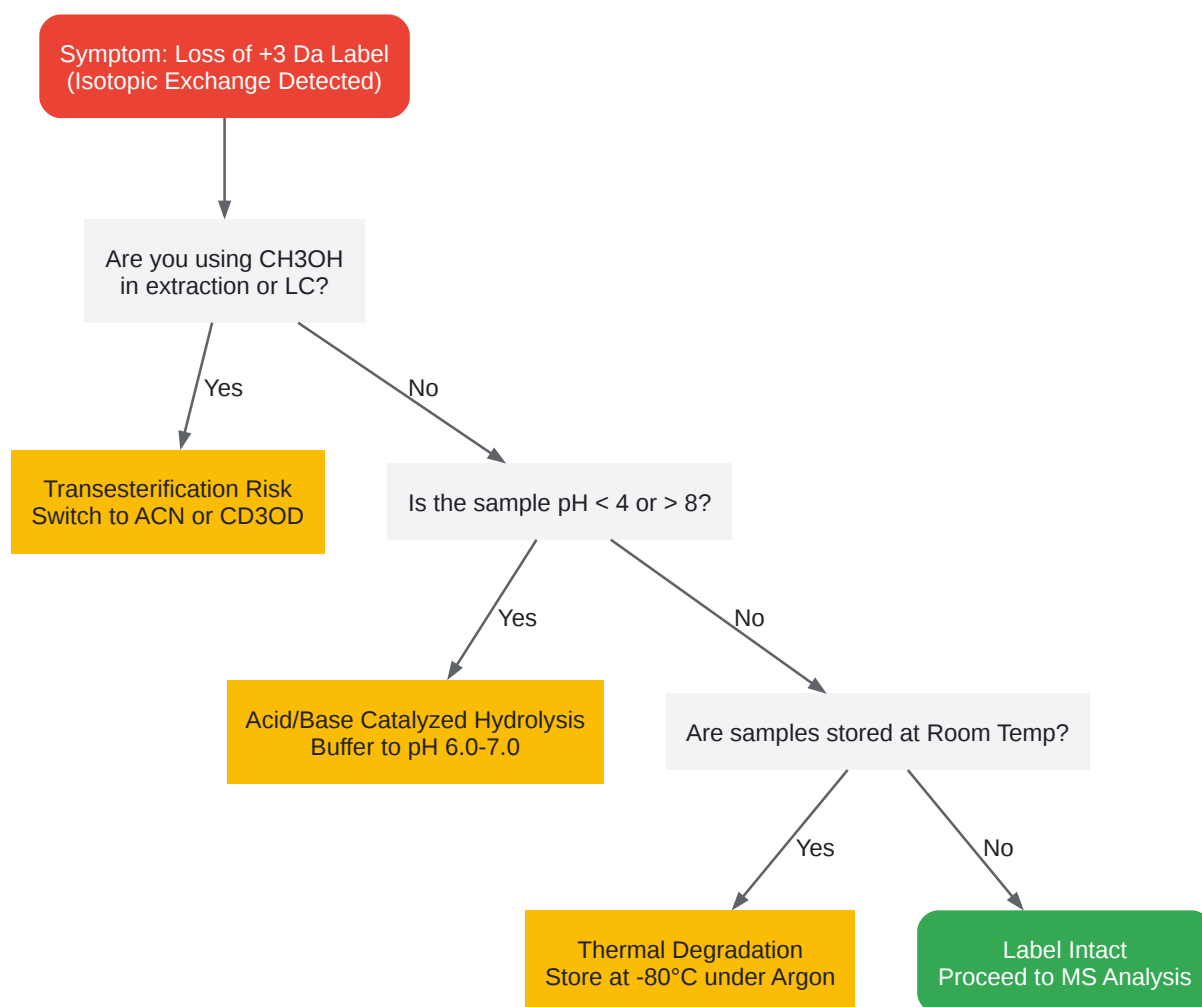 Symptom: Loss of +3 Da Label
(Isotopic Exchange Detected)
Are you using CH3OH
in extraction or LC?
Yes
No
Transesterification Risk
Switch to ACN or CD3OD
Is the sample pH < 4 or > 8?
Yes
No
Acid/Base Catalyzed Hydrolysis
Buffer to pH 6.0-7.0
Are samples stored at Room Temp?
Yes
No
Thermal Degradation
Store at -80°C under Argon
Label Intact
Proceed to MS Analysis